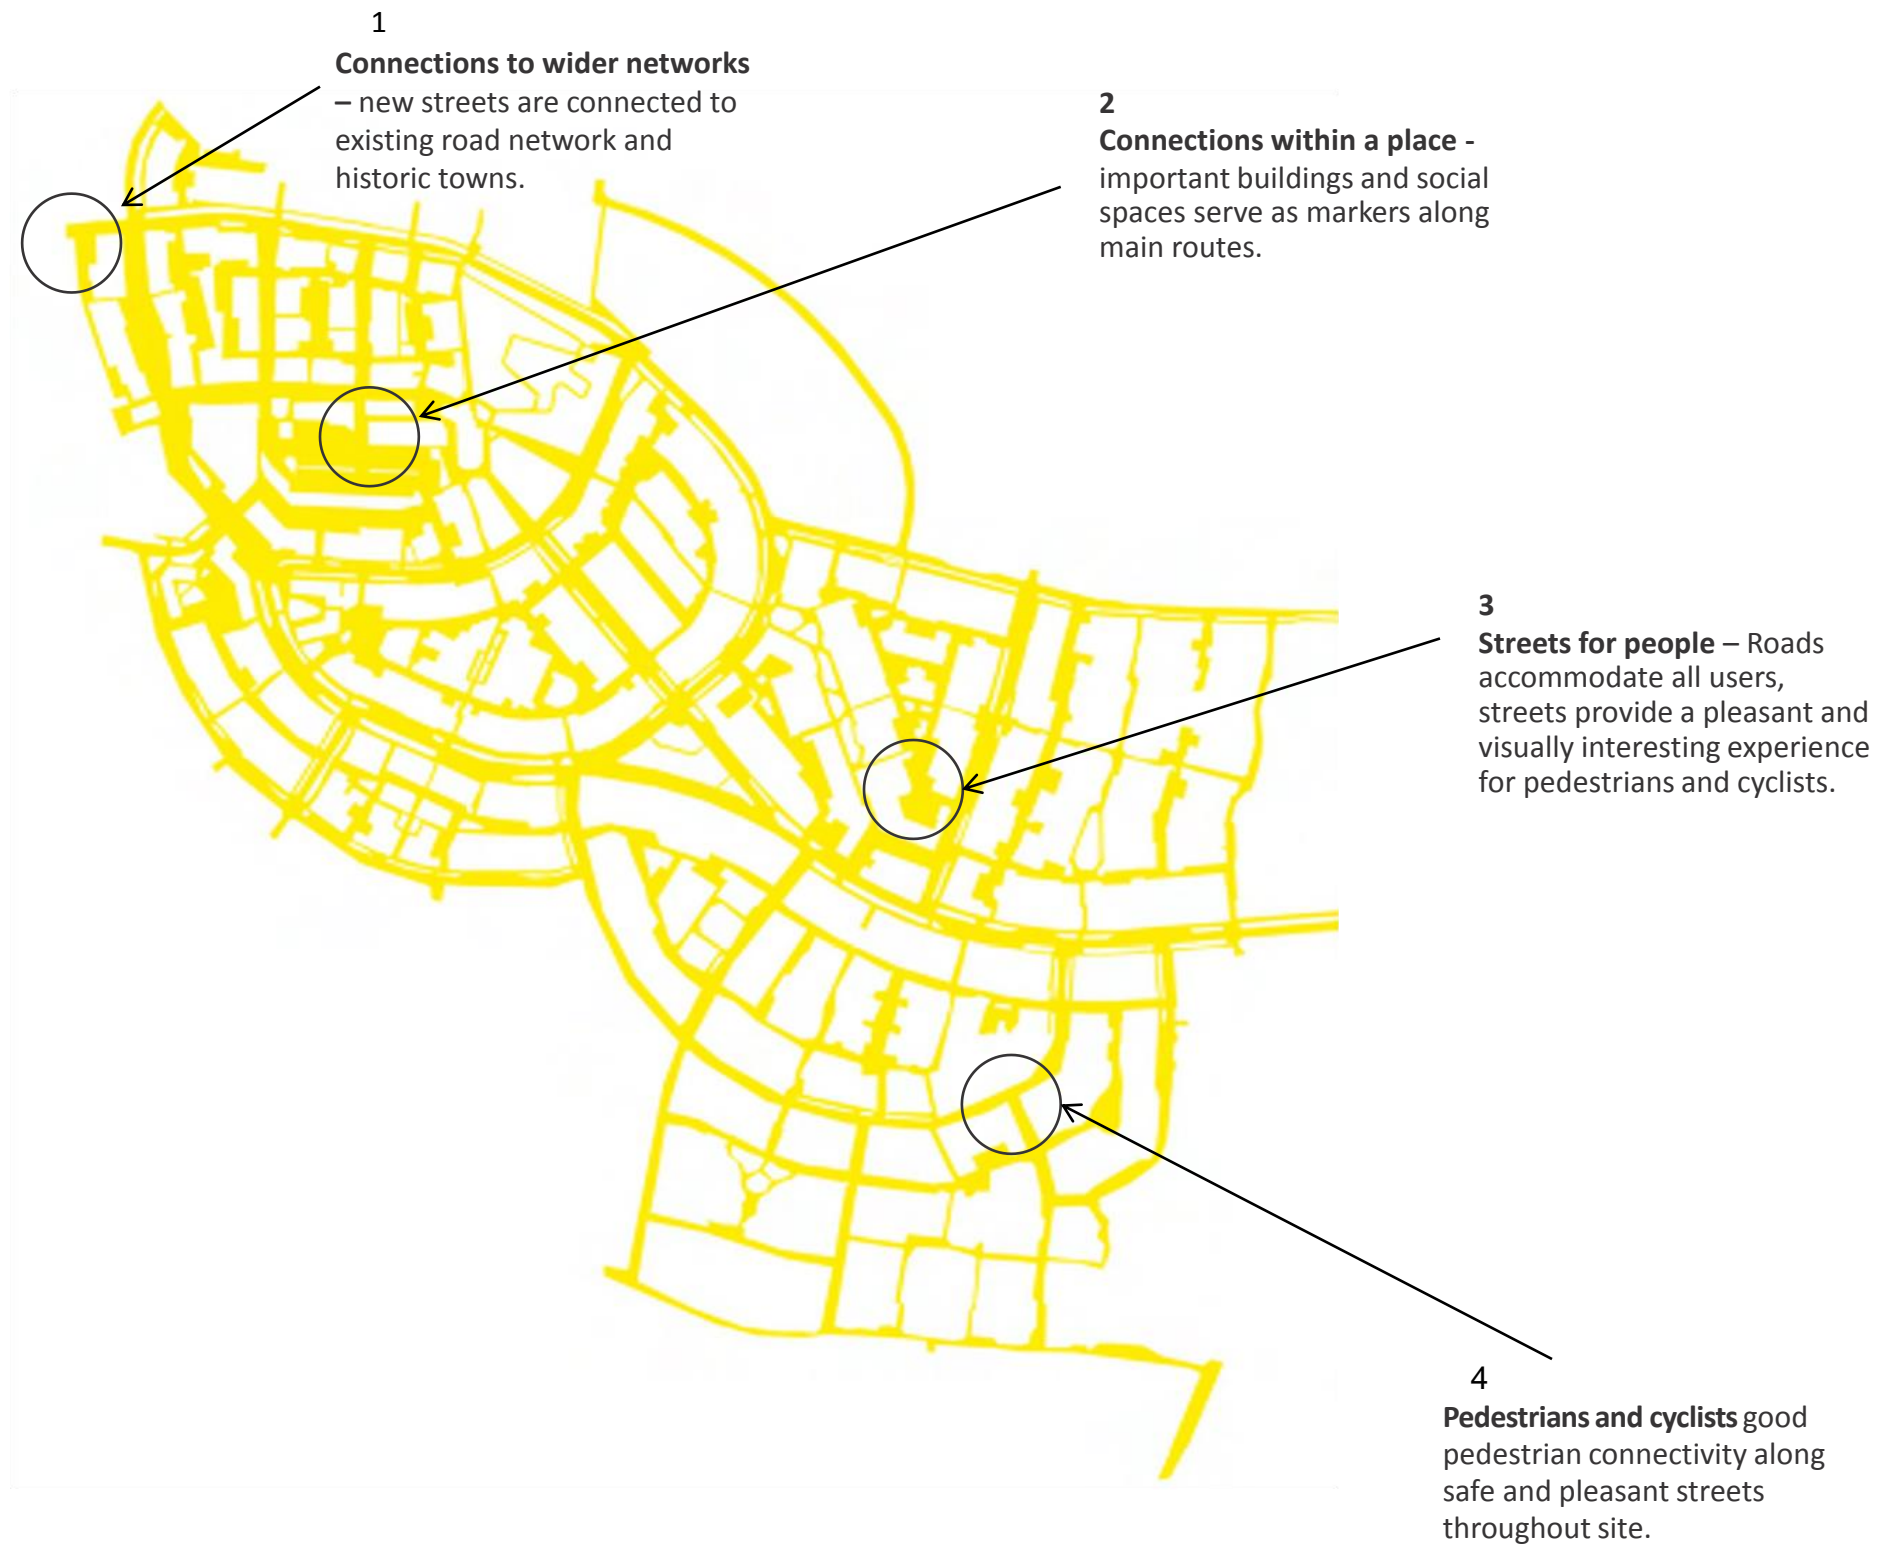 1
Connections to wider networks
– new streets are connected to
existing road network and
historic towns.
2
Connections within a place -
important buildings and social
spaces serve as markers along
main routes.
3
Streets for people – Roads
accommodate all users,
streets provide a pleasant and
visually interesting experience
for pedestrians and cyclists.
4
Pedestrians and cyclists good
pedestrian connectivity along
safe and pleasant streets
throughout site.